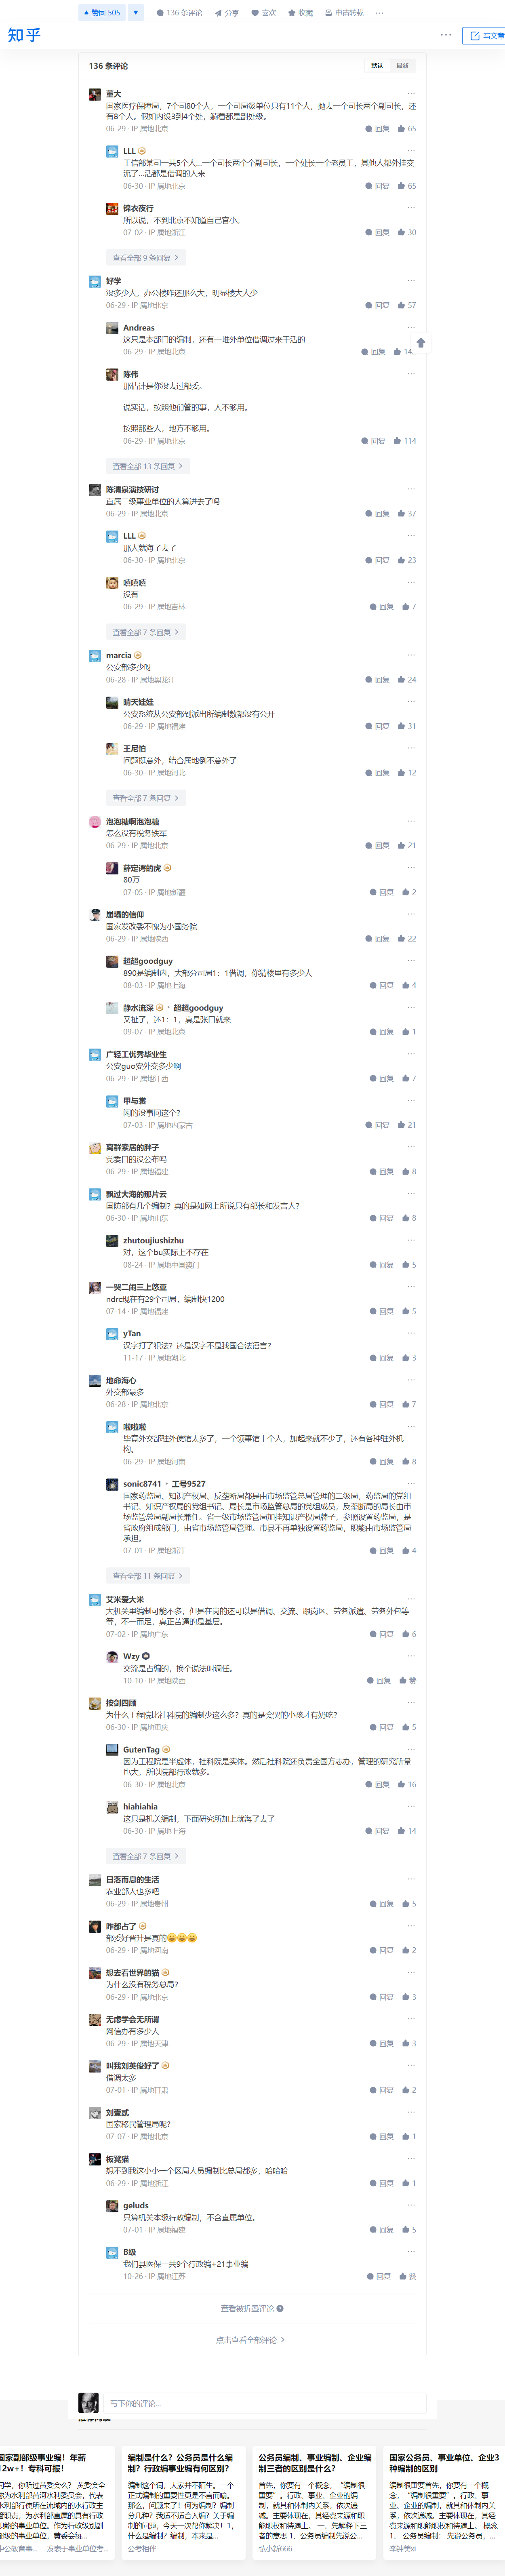 赞同 505
136 条评论
分享
喜欢
收藏
申请转载
知乎
写文章
136 条评论
默认 最新
董大
国家医疗保障局,7个司80个人,一个司局级单位只有11个人,抛去一个司长两个副司长,还
有8个人。假如内设3到4个处,躺着都是副处级。
06-29 · IP 属地北京 回复 65
LLL
工信部某司一共5个人...一个司长两个个副司长,一个处长一个老员工,其他人都外挂交
流了...活都是借调的人来
06-30 · IP 属地北京 回复 65
锦衣夜行
所以说,不到北京不知道自己官小。
07-02 · IP 属地浙江 回复 30
查看全部 9 条回复
好学
没多少人,办公楼咋还那么大,明显楼大人少
06-29 · IP 属地北京 回复 57
Andreas
这只是本部门的编制,还有一堆外单位借调过来干活的
06-29 · IP 属地北京 回复
陈伟
那估计是你没去过部委。
说实话,按照他们管的事,人不够用。
按照那些人,地方不够用。
06-29 · IP 属地北京 回复 114
查看全部 13 条回复
陈清泉演技研讨
直属二级事业单位的人算进去了吗
06-29 · IP 属地北京 回复 37
LLL
那人就海了去了
06-30 · IP 属地北京 回复 23
嘻嘻嘻
没有
06-29 · IP 属地吉林 回复 7
查看全部 7 条回复
marcia
公安部多少呀
06-28 · IP 属地黑龙江 回复 24
晴天娃娃
公安系统从公安部到派出所编制数都没有公开
06-29 · IP 属地福建 回复 31
王尼怕
问题挺意外,结合属地倒不意外了
06-30 · IP 属地河北 回复 12
查看全部 7 条回复
泡泡糖啊泡泡糖
怎么没有税务铁军
06-29 · IP 属地北京 回复 21
薛定谔的虎
80万
07-05 · IP 属地新疆 回复 2
崩塌的信仰
国家发改委不愧为小国务院
06-29 · IP 属地陕西 回复 22
超超goodguy
890是编制内,大部分司局1:1借调,你猜楼里有多少人
08-03 · IP 属地上海 回复 4
静水流深 超超goodguy
又扯了,还1:1,真是张口就来
09-07 · IP 属地北京 回复 1
广轻工优秀毕业生
公安guo安外交多少啊
06-29 · IP 属地江西 回复 7
甲与裳
闲的没事问这个?
07-03 · IP 属地内蒙古 回复 21
离群索居的胖子
党委口的没公布吗
06-29 · IP 属地福建 回复 8
飘过大海的那片云
国防部有几个编制?真的是如网上所说只有部长和发言人?
06-30 · IP 属地山东 回复 8
zhutoujiushizhu
对,这个bu实际上不存在
08-24 · IP 属地中国澳门 回复 5
一哭二闹三上悠亚
ndrc现在有29个司局,编制快1200
07-14 · IP 属地福建 回复 5
yTan
汉字打了犯法?还是汉字不是我国合法语言?
11-17 · IP 属地湖北 回复 3
地命海心
外交部最多
06-28 · IP 属地北京 回复 7
啦啦啦
毕竟外交部驻外使馆太多了,一个领事馆十个人,加起来就不少了,还有各种驻外机
构。
06-29 · IP 属地河南 回复 8
sonic8741 工号9527
国家药监局、知识产权局、反垄断局都是由市场监管总局管理的二级局,药监局的党组
书记、知识产权局的党组书记、局长是市场监管总局的党组成员,反垄断局的局长由市
场监管总局副局长兼任。省一级市场监管局加挂知识产权局牌子,参照设置药监局,是
省政府组成部门,由省市场监管局管理。市县不再单独设置药监局,职能由市场监管局
承担。
07-01 · IP 属地浙江 回复 4
查看全部 11 条回复
艾米爱大米
大机关里编制可能不多,但是在岗的还可以是借调、交流、跟岗区、劳务派遣、劳务外包等
等,不一而足,真正苦逼的是基层。
07-02 · IP 属地广东 回复 6
Wzy
交流是占编的,换个说法叫调任。
10-10 · IP 属地陕西 回复 赞
按剑四顾
为什么工程院比社科院的编制少这么多?真的是会哭的小孩才有奶吃?
06-30 · IP 属地重庆 回复 5
GutenTag
因为工程院是半虚体,社科院是实体。然后社科院还负责全国方志办,管理的研究所量
也大,所以院部行政就多。
06-30 · IP 属地北京 回复 16
hiahiahia
这只是机关编制,下面研究所加上就海了去了
06-30 · IP 属地上海 回复 14
查看全部 7 条回复
日落而息的生活
农业部人也多吧
06-29 · IP 属地贵州 回复 5
咋都占了
部委好晋升是真的😄😄😄
06-29 · IP 属地河南 回复 2
想去看世界的猫
为什么没有税务总局?
06-29 · IP 属地北京 回复 3
无虑学会无所谓
网信办有多少人
06-29 · IP 属地天津 回复 3
叫我刘英俊好了
借调太多
07-01 · IP 属地甘肃 回复 2
刘壹贰
国家移民管理局呢?
07-07 · IP 属地北京 回复 1
板凳猫
想不到我这小小一个区局人员编制比总局都多,哈哈哈
06-29 · IP 属地浙江 回复 1
geluds
只算机关本级行政编制,不含直属单位。
07-01 · IP 属地福建 回复 5
B级
我们县医保一共9个行政编+21事业编
10-26 · IP 属地江苏 回复 赞
查看被折叠评论
点击查看全部评论
写下你的评论...
国家副部级事业编!年薪
12w+!专科可报!
同学,你听过黄委会么? 黄委会全
称为水利部黄河水利委员会,代表
水利部行使所在流域内的水行政主
管职责,为水利部直属的具有行政
职能的事业单位,黄委会每...
中公教育事... 发表于事业单位考...
编制是什么?公务员是什么编
制?行政编事业编有何区别?
编制这个词,大家并不陌生。一个
正式编制的重要性更是不言而喻。
那么,问题来了!何为编制?编制
分几种?我适不适合入编?关于编
制的问题,今天一次帮你解决!1,
什么是编制?编制,本来是...
公考相伴
公务员编制、事业编制、企业编
制三者的区别是什么?
首先,你要有一个概念,“编制很
重要”。行政、事业、企业的编
制,就其和体制内关系,依次递
减。主要体现在,其经费来源和职
能职权和待遇上。 一、先解释下三
者的意思 1,公务员编制先说公...
弘小新666
国家公务员、事业单位、企业3
种编制的区别
编制很重要首先,你要有一个概
念,“编制很重要”。行政、事
业、企业的编制,就其和体制内关
系,依次递减。主要体现在,其经
费来源和职能职权和待遇上。 概念
1, 公务员编制: 先说公务员,...
李钟美xi